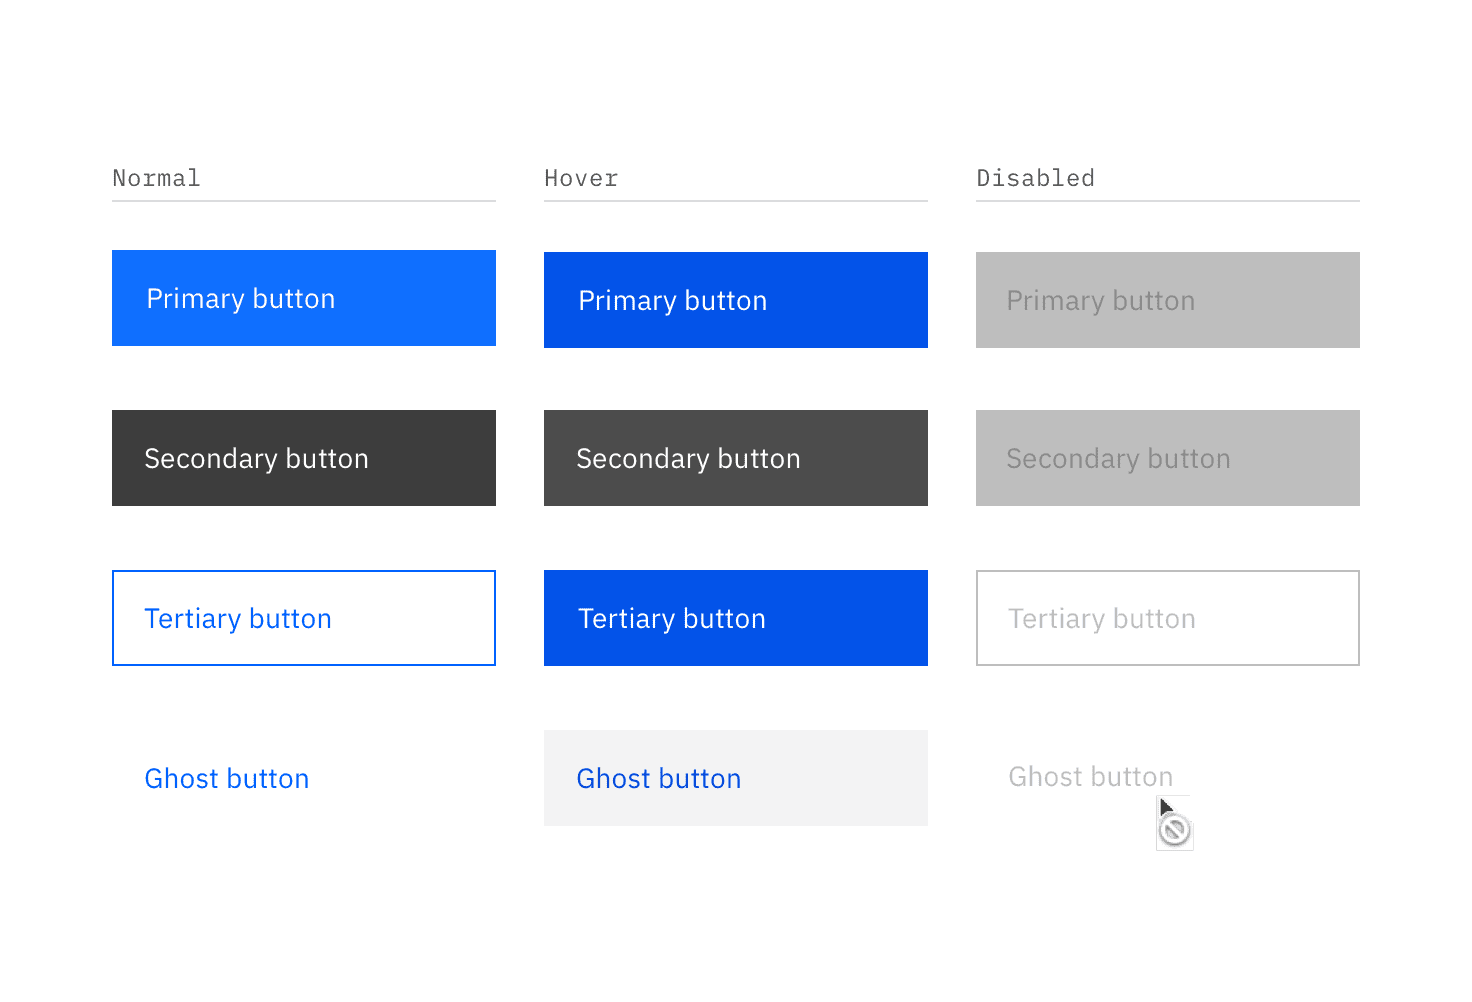 Normal Hover Disabled
Primary button Primary button Primary button
Secondary button Secondary button Secondary button
Tertiary button Tertiary button Tertiary button
Ghost button Ghost button Ghost button